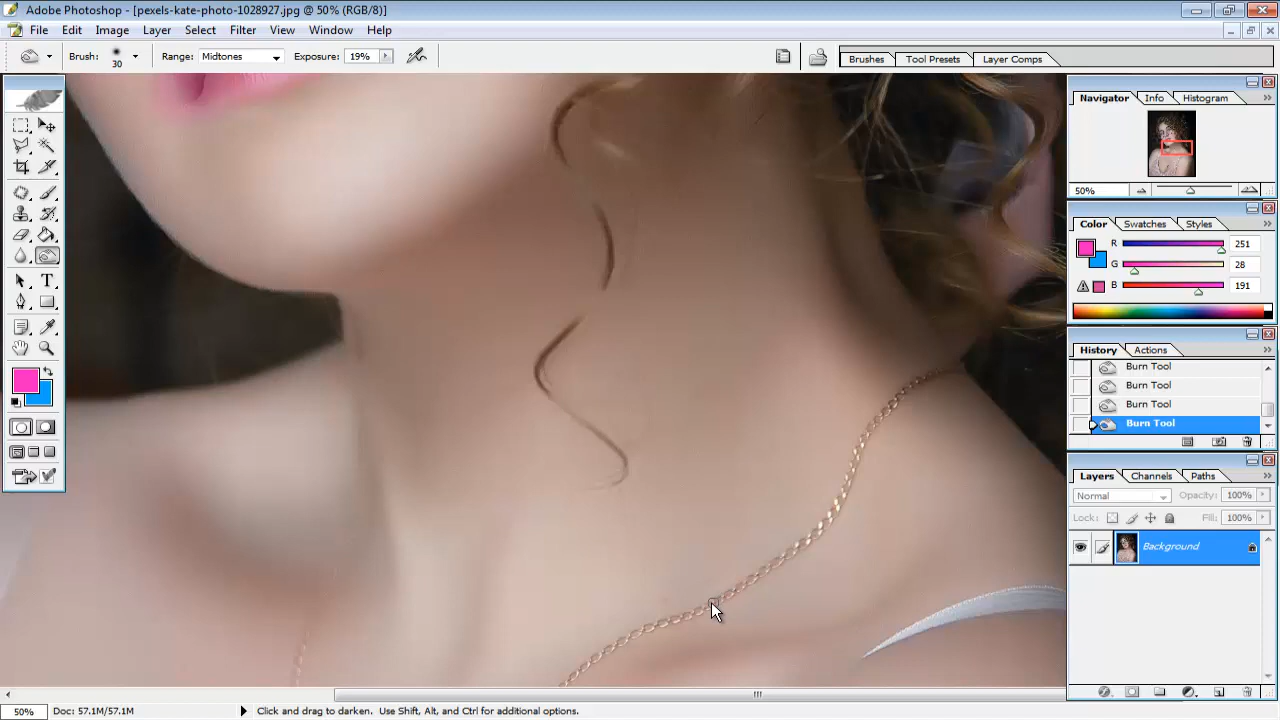 Adobe Photoshop - [pexels-kate-photo-1028927.jpg @ 50% (RGB/8)]
File Edit Image Layer Select Filter View Window Help
Brush: 30 Range: Midtones Exposure: 19% Brushes Tool Presets Layer Comps
Navigator Info Histogram
50%
Color Swatches Styles
R 251
G 28
B 191
History Actions
Burn Tool
Burn Tool
Burn Tool
Burn Tool
Layers Channels Paths
Normal Opacity: 100%
Lock: Fill: 100%
Background
50% Doc: 57.1M/57.1M Click and drag to darken. Use Shift, Alt, and Ctrl for additional options.